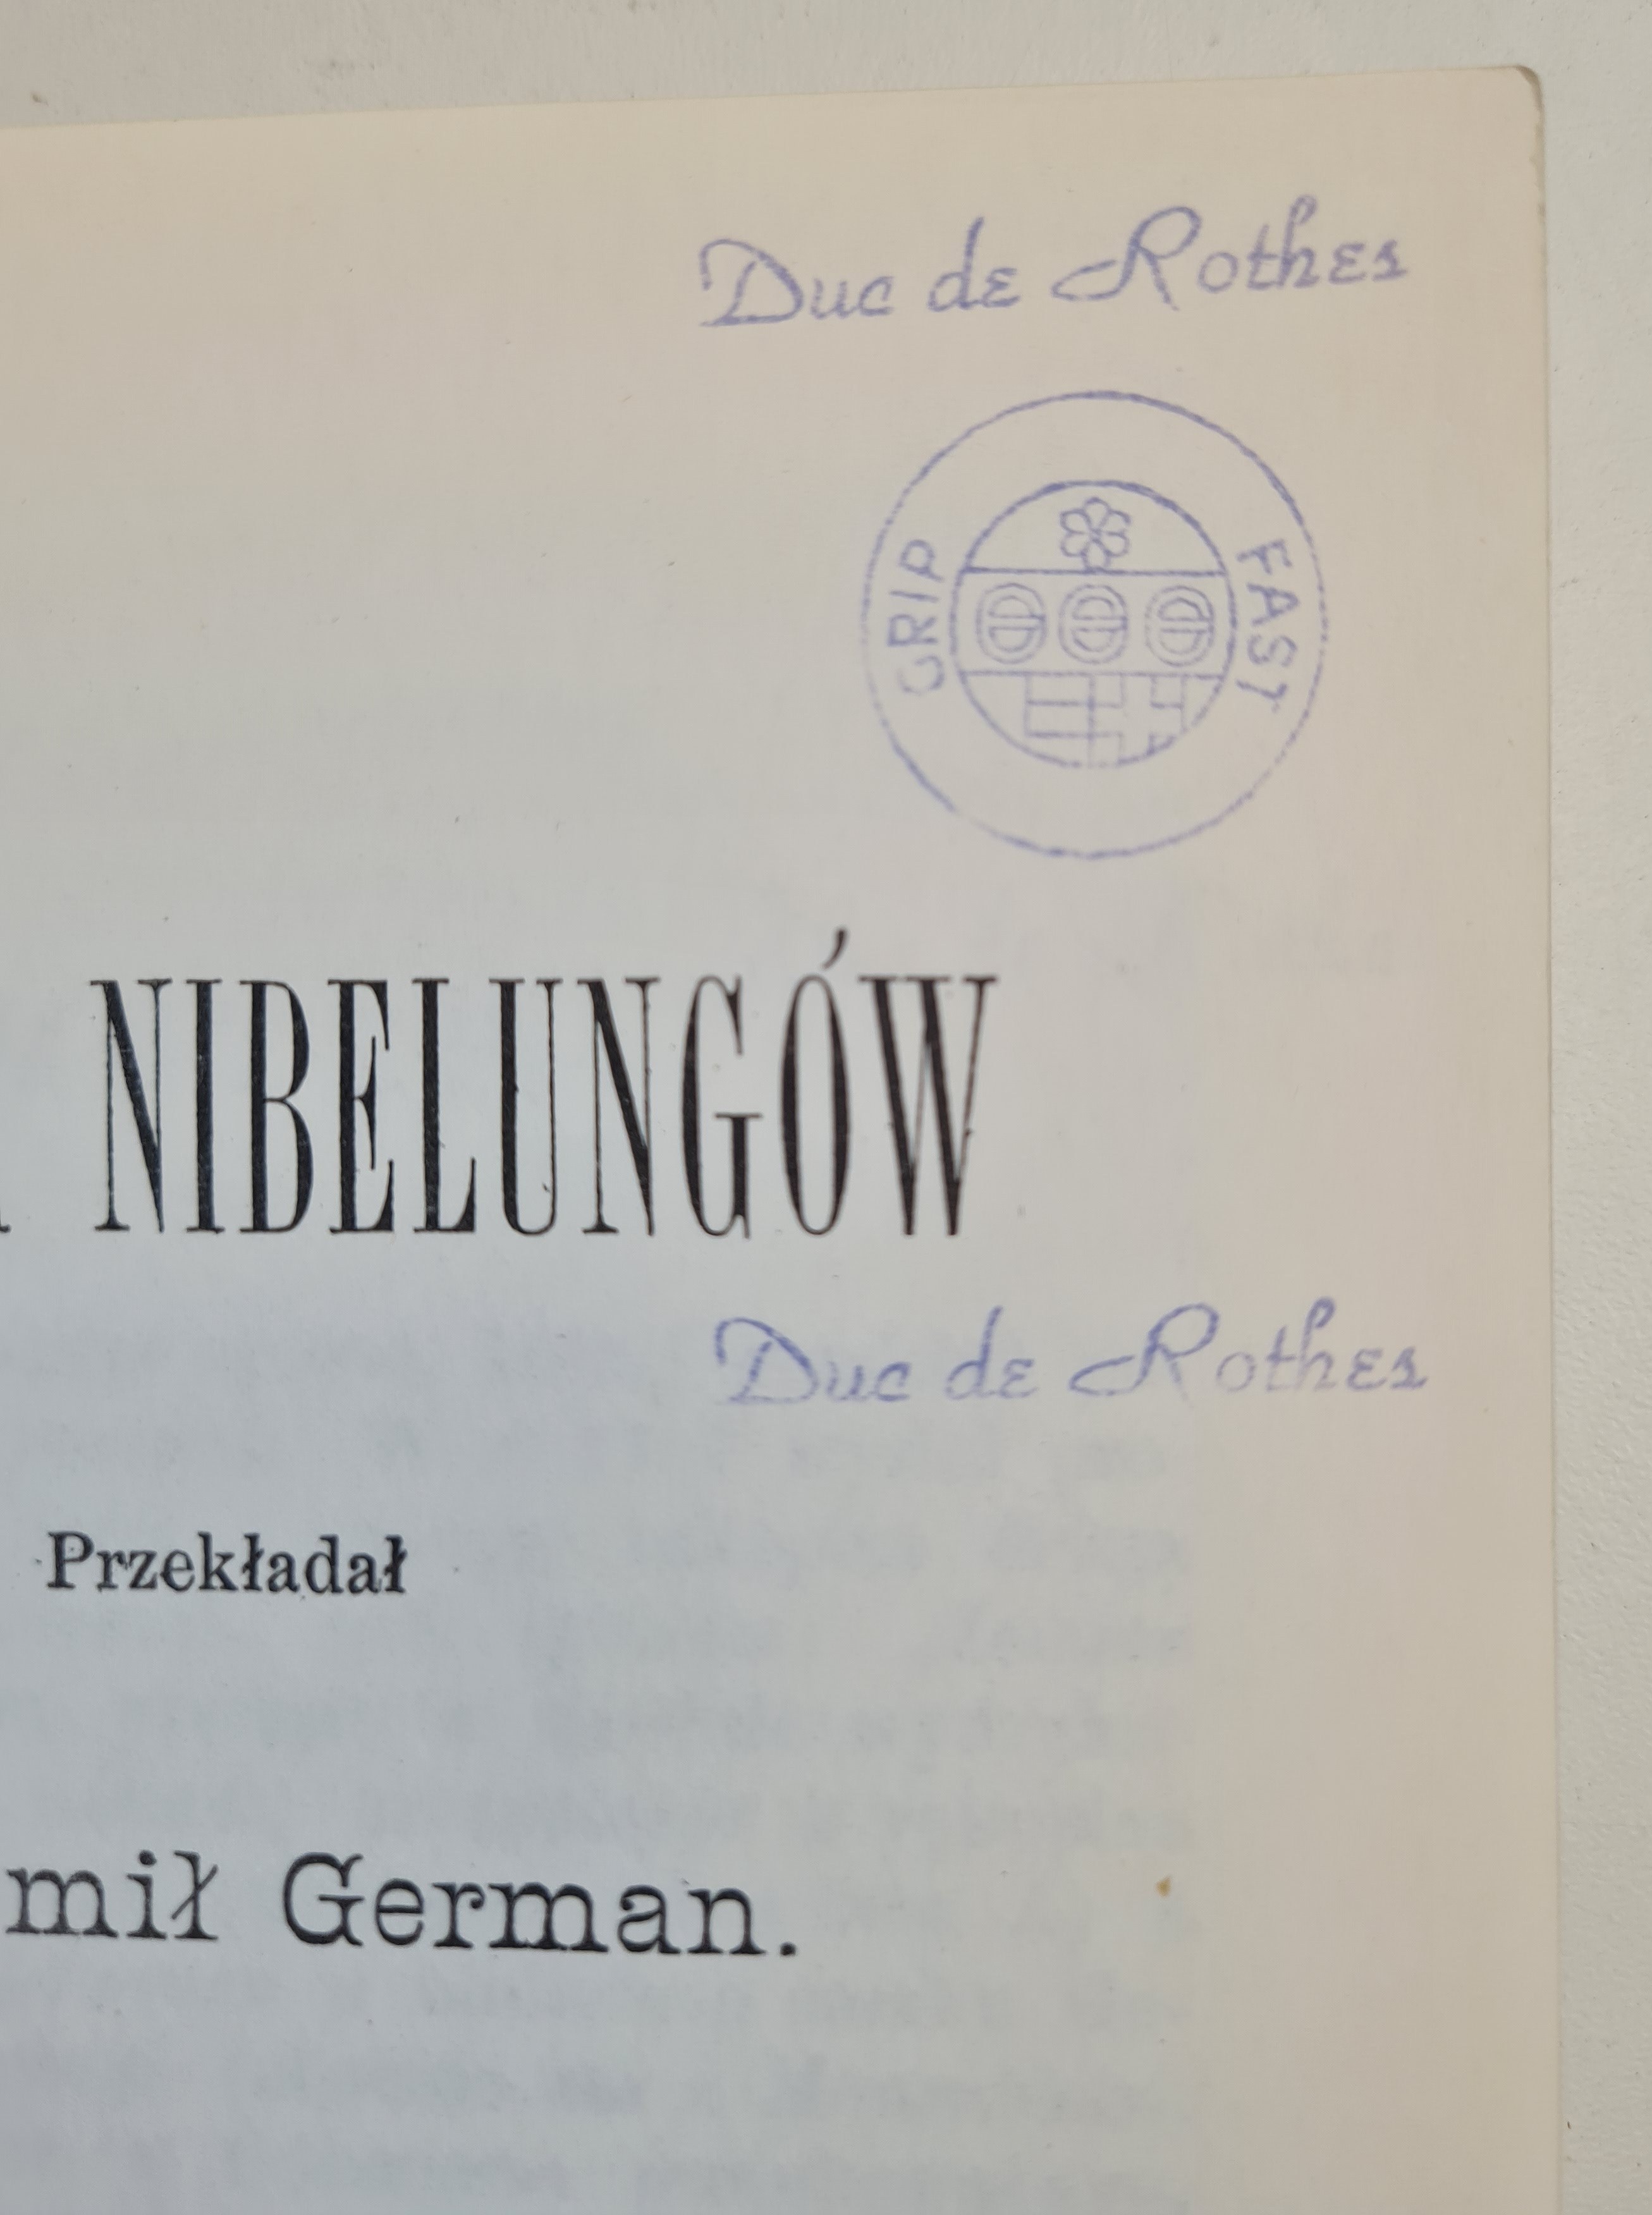 Duc de Rothes
GRIP FAST
NIBELUNGÓW
Duc de Rothes
Przekładał
mił German.